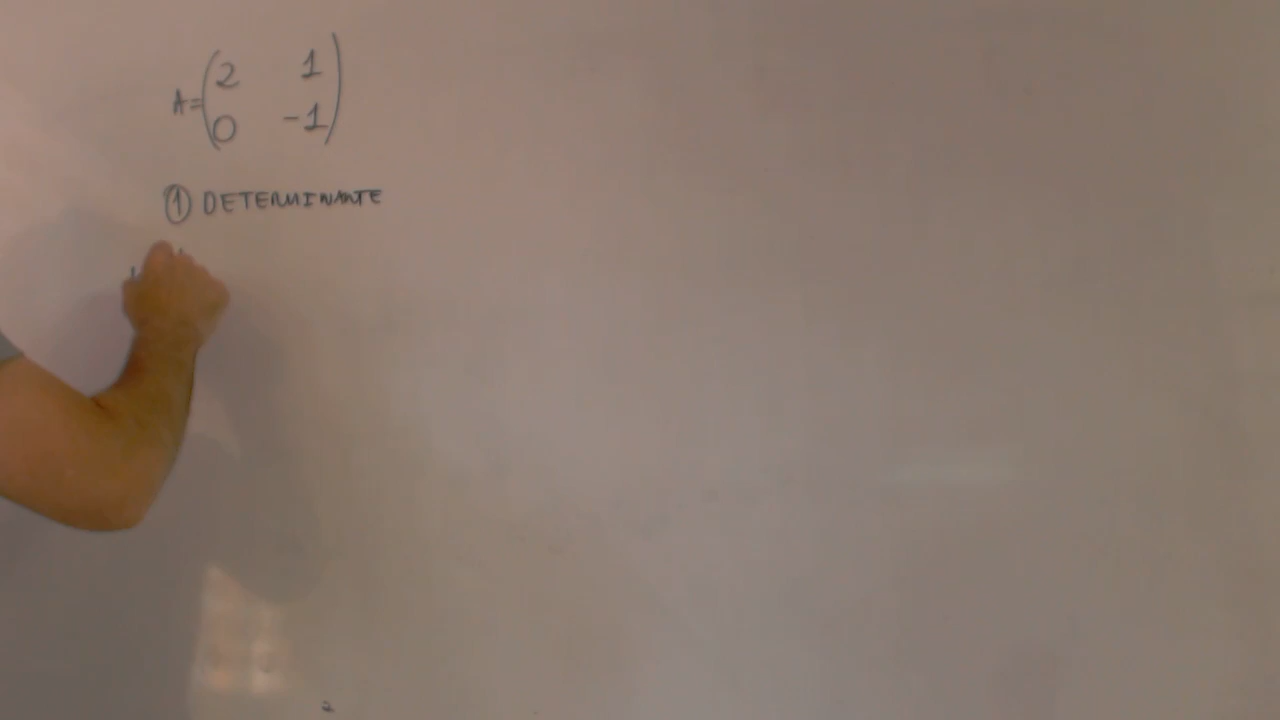 A = ( 2 1
0 -1 )
① DETERMINANTE